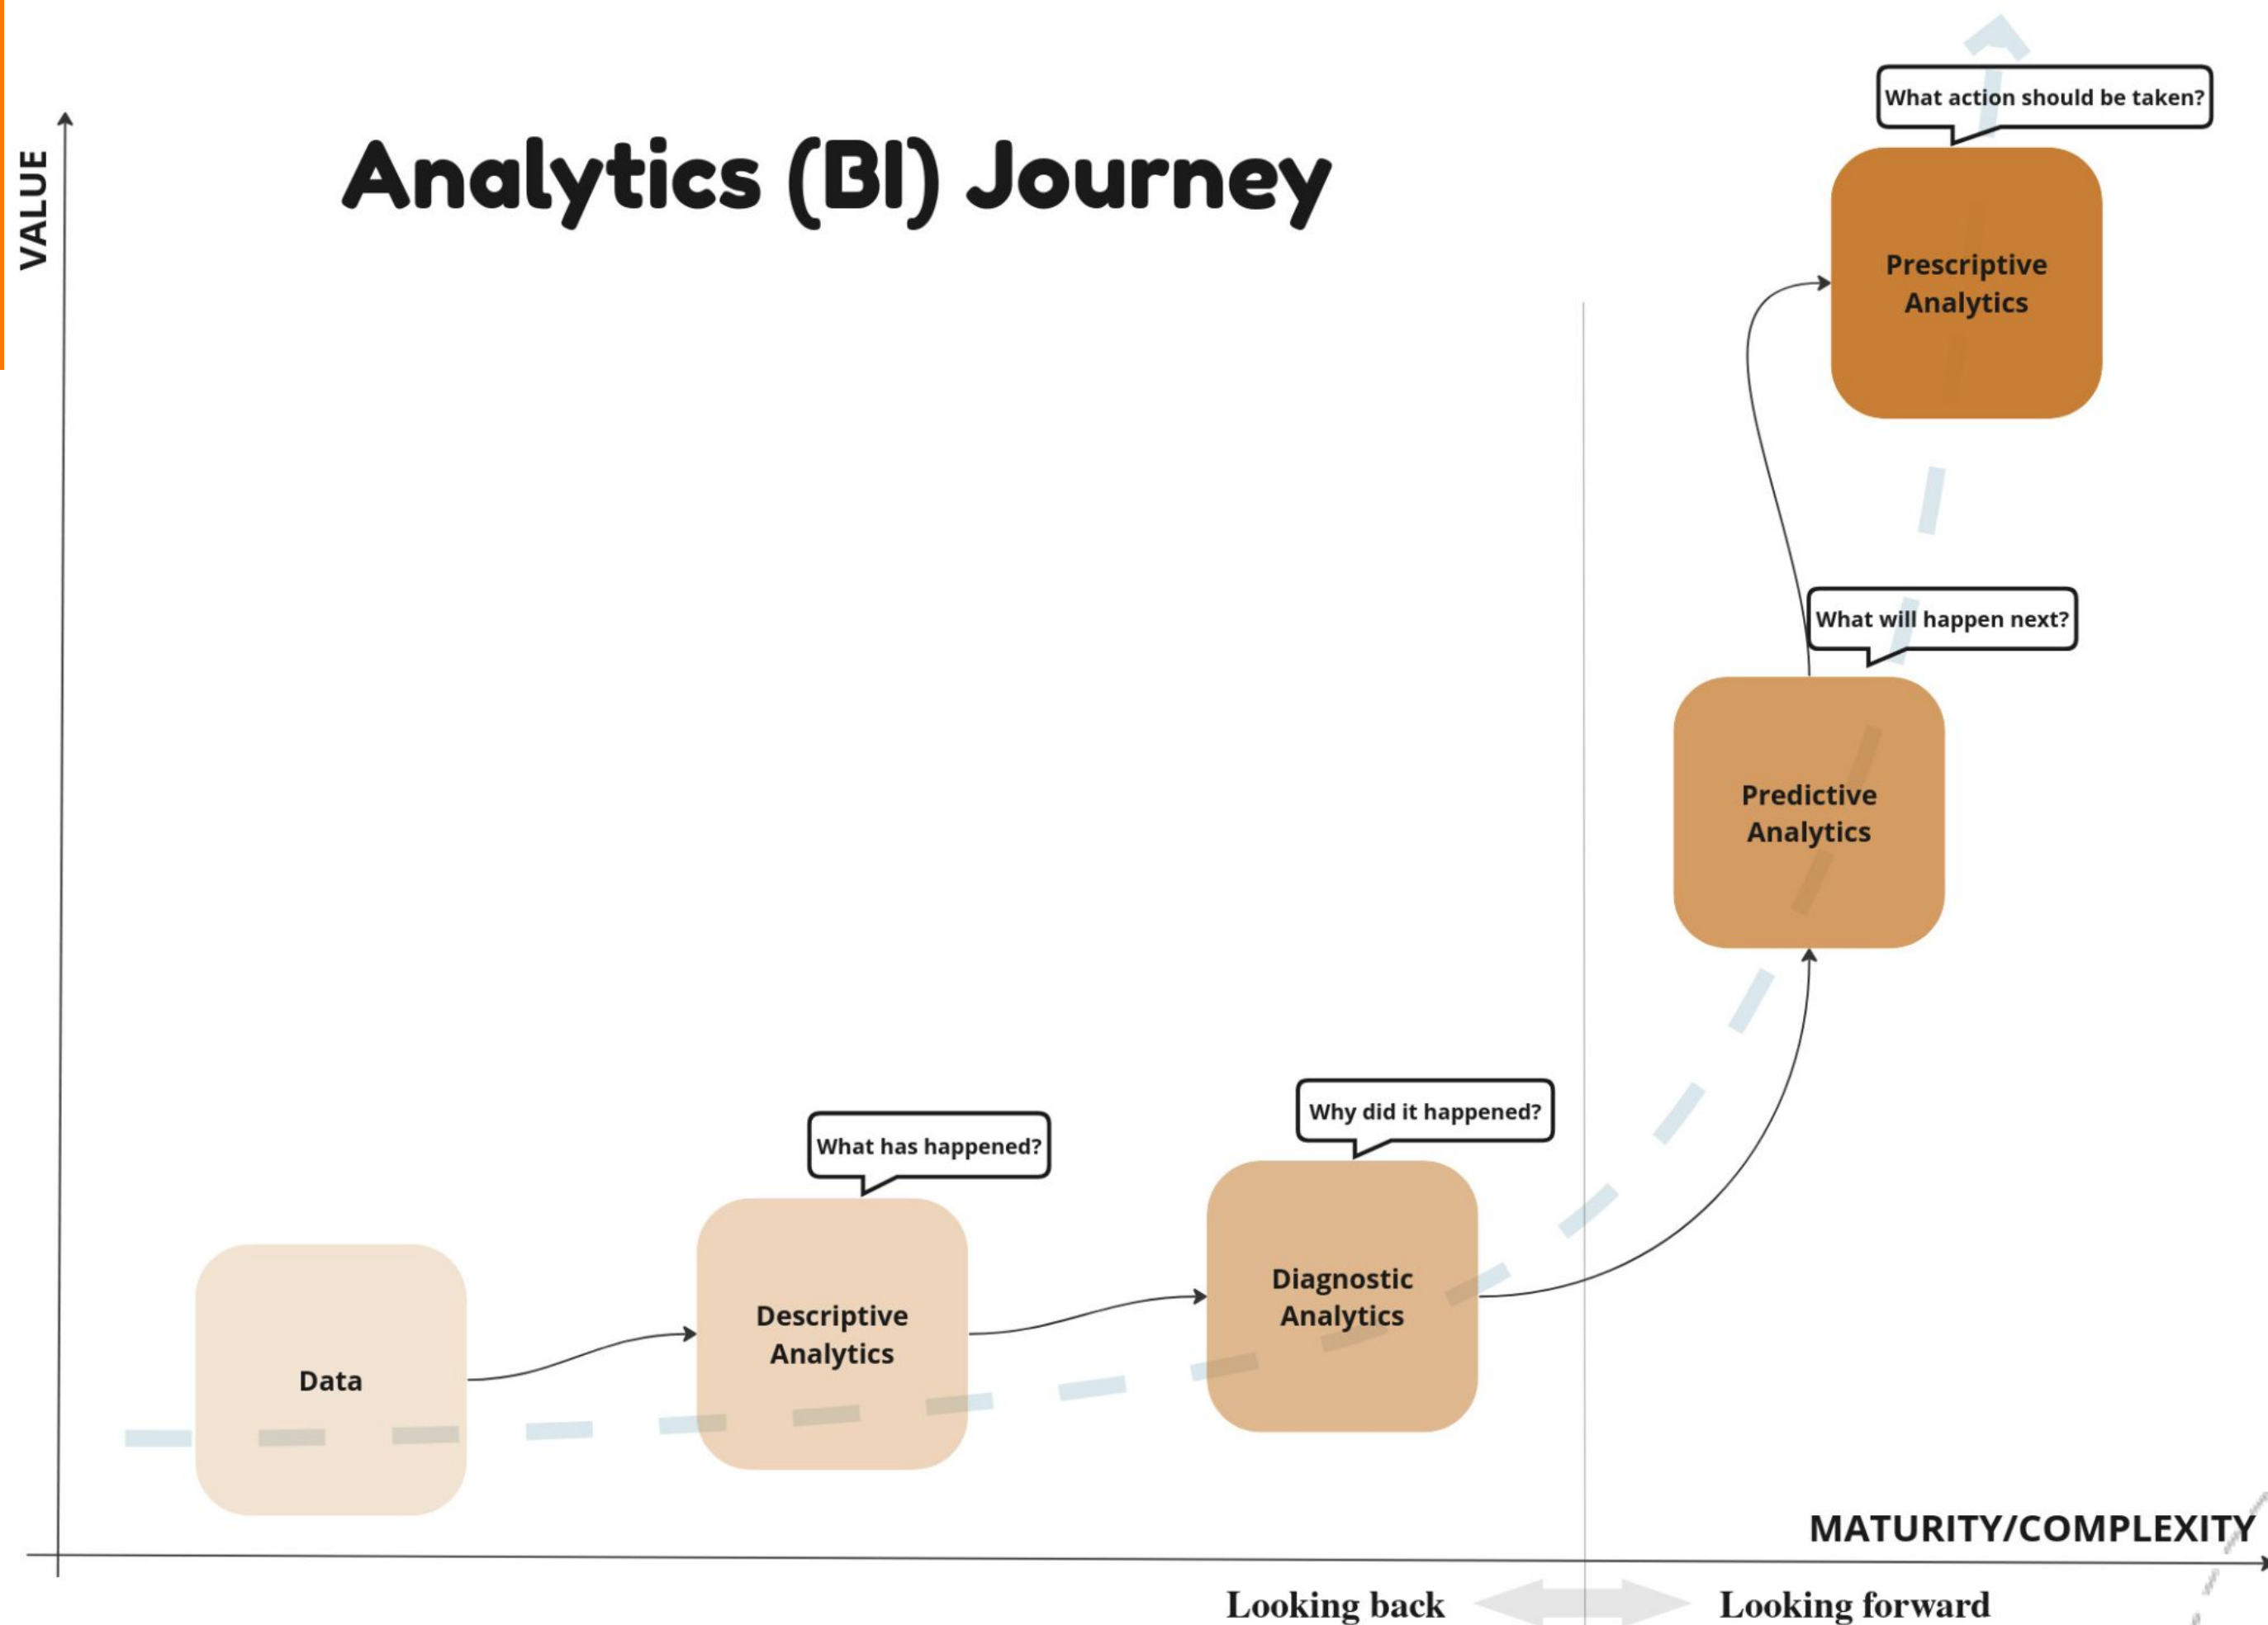 VALUE
Analytics (BI) Journey
What action should be taken?
Prescriptive
Analytics
What will happen next?
Predictive
Analytics
Why did it happened?
Diagnostic
Analytics
What has happened?
Descriptive
Analytics
Data
MATURITY/COMPLEXITY
Looking back
Looking forward